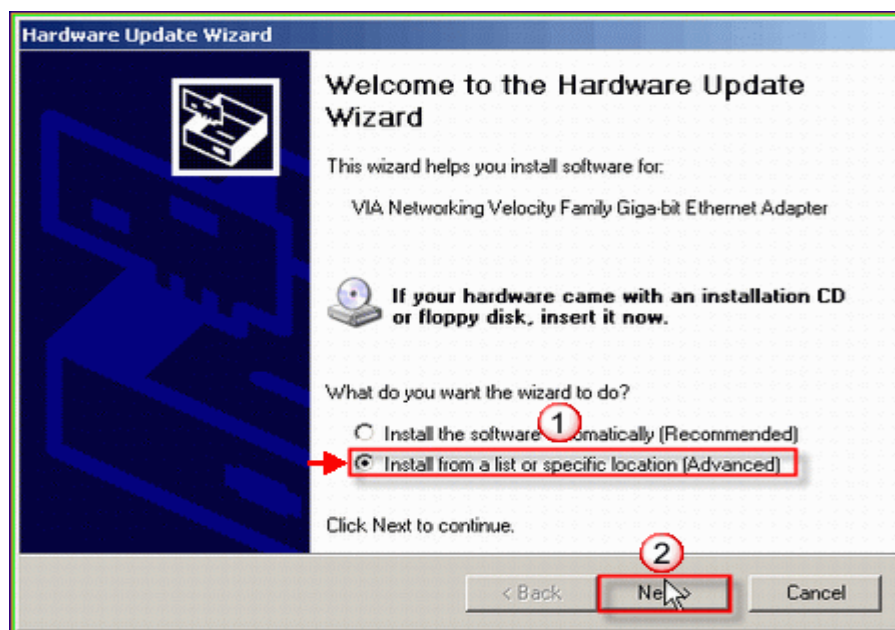 Hardware Update Wizard
Welcome to the Hardware Update
Wizard
This wizard helps you install software for:
VIA Networking Velocity Family Giga-bit Ethernet Adapter
If your hardware came with an installation CD
or floppy disk, insert it now.
What do you want the wizard to do?
1
Install the software (Recommended)
Install from a list or specific location (Advanced)
Click Next to continue.
2
< Back
Cancel